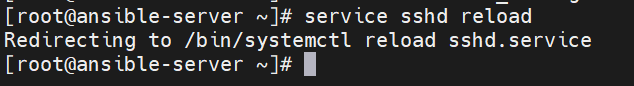 [root@ansible-server ~]# service sshd reload
Redirecting to /bin/systemctl reload sshd.service
[root@ansible-server ~]#